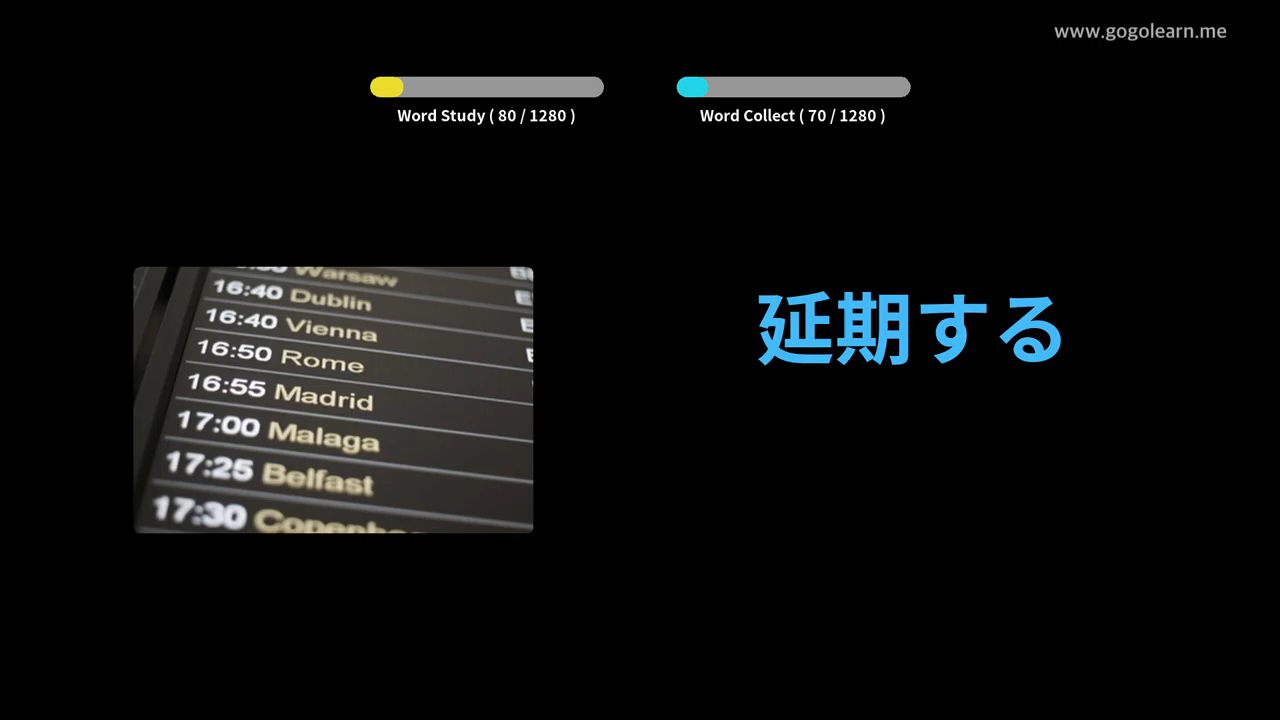 www.gogolearn.me
Word Study ( 80 / 1280 )
Word Collect ( 70 / 1280 )
Warsaw
16:40 Dublin
16:40 Vienna
16:50 Rome
16:55 Madrid
17:00 Malaga
17:25 Belfast
17:30
延期する